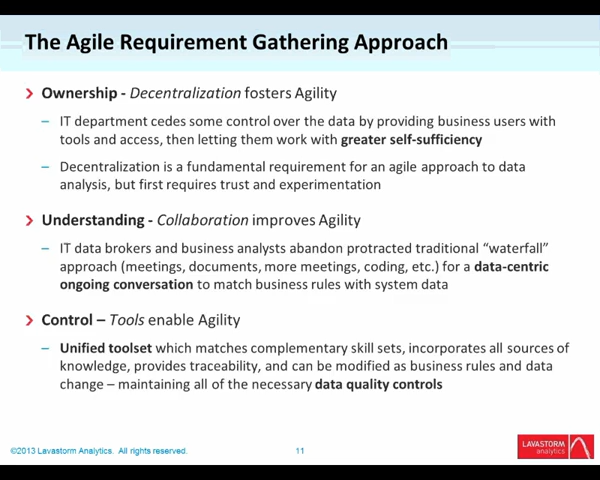 The Agile Requirement Gathering Approach
Ownership - Decentralization fosters Agility
– IT department cedes some control over the data by providing business users with
tools and access, then letting them work with greater self-sufficiency
– Decentralization is a fundamental requirement for an agile approach to data
analysis, but first requires trust and experimentation
Understanding - Collaboration improves Agility
– IT data brokers and business analysts abandon protracted traditional “waterfall”
approach (meetings, documents, more meetings, coding, etc.) for a data-centric
ongoing conversation to match business rules with system data
Control – Tools enable Agility
– Unified toolset which matches complementary skill sets, incorporates all sources of
knowledge, provides traceability, and can be modified as business rules and data
change – maintaining all of the necessary data quality controls
©2013 Lavastorm Analytics. All rights reserved.
11
LAVASTORM
analytics